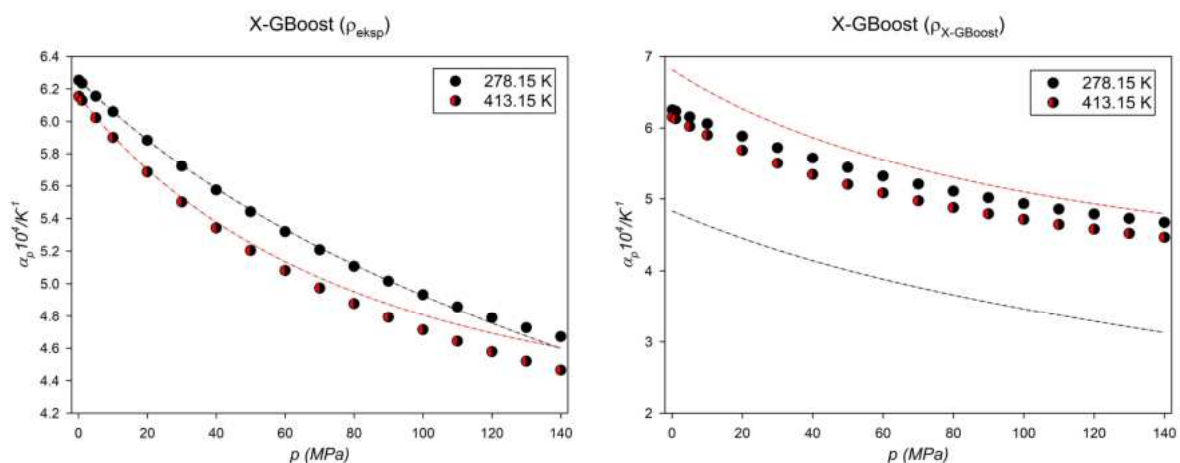 X-GBoost (ρeksp)
6.4
6.2
6.0
5.8
5.6
5.4
5.2
5.0
4.8
4.6
4.4
4.2
αp10⁴/K⁻¹
278.15 K
413.15 K
0 20 40 60 80 100 120 140
p (MPa)
X-GBoost (ρX-GBoost)
7
6
5
4
3
2
αp10⁴/K⁻¹
278.15 K
413.15 K
0 20 40 60 80 100 120 140
p (MPa)